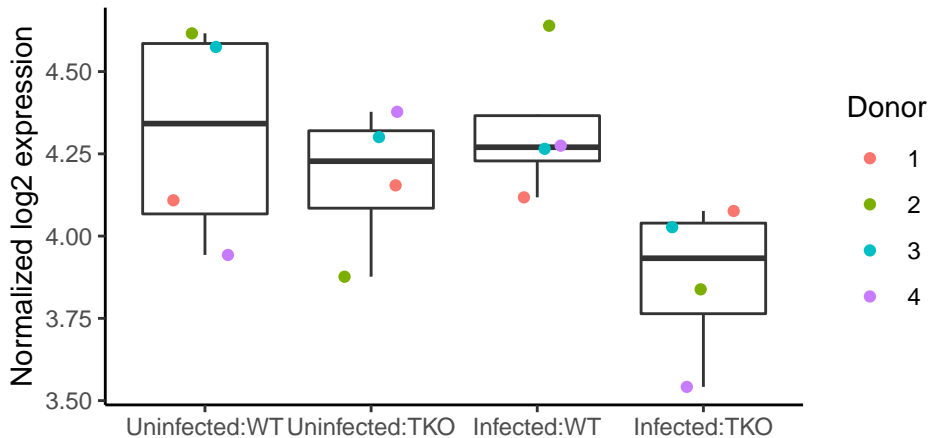 Normalized log2 expression
4.50
4.25
4.00
3.75
3.50
Uninfected:WT
Uninfected:TKO
Infected:WT
Infected:TKO
Donor
1
2
3
4